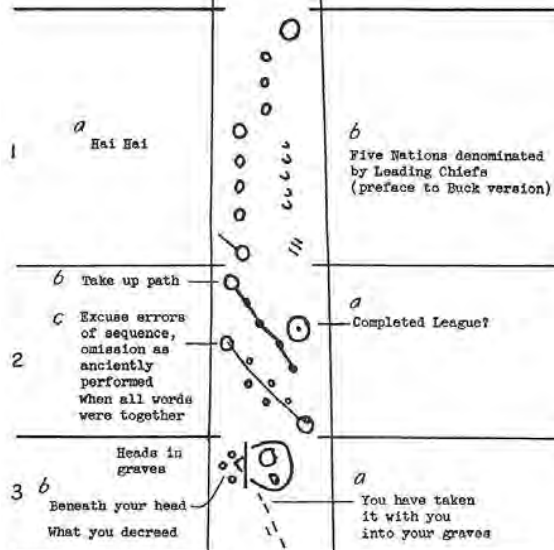 1
a
Hai Hai
b
Five Nations denominated
by Leading Chiefs
(preface to Buck version)
2
b Take up path
c Excuse errors
of sequence,
omission as
anciently
performed
when all words
were together
a
Completed League?
3
Heads in
graves
b
Beneath your head
What you decreed
a
You have taken
it with you
into your graves